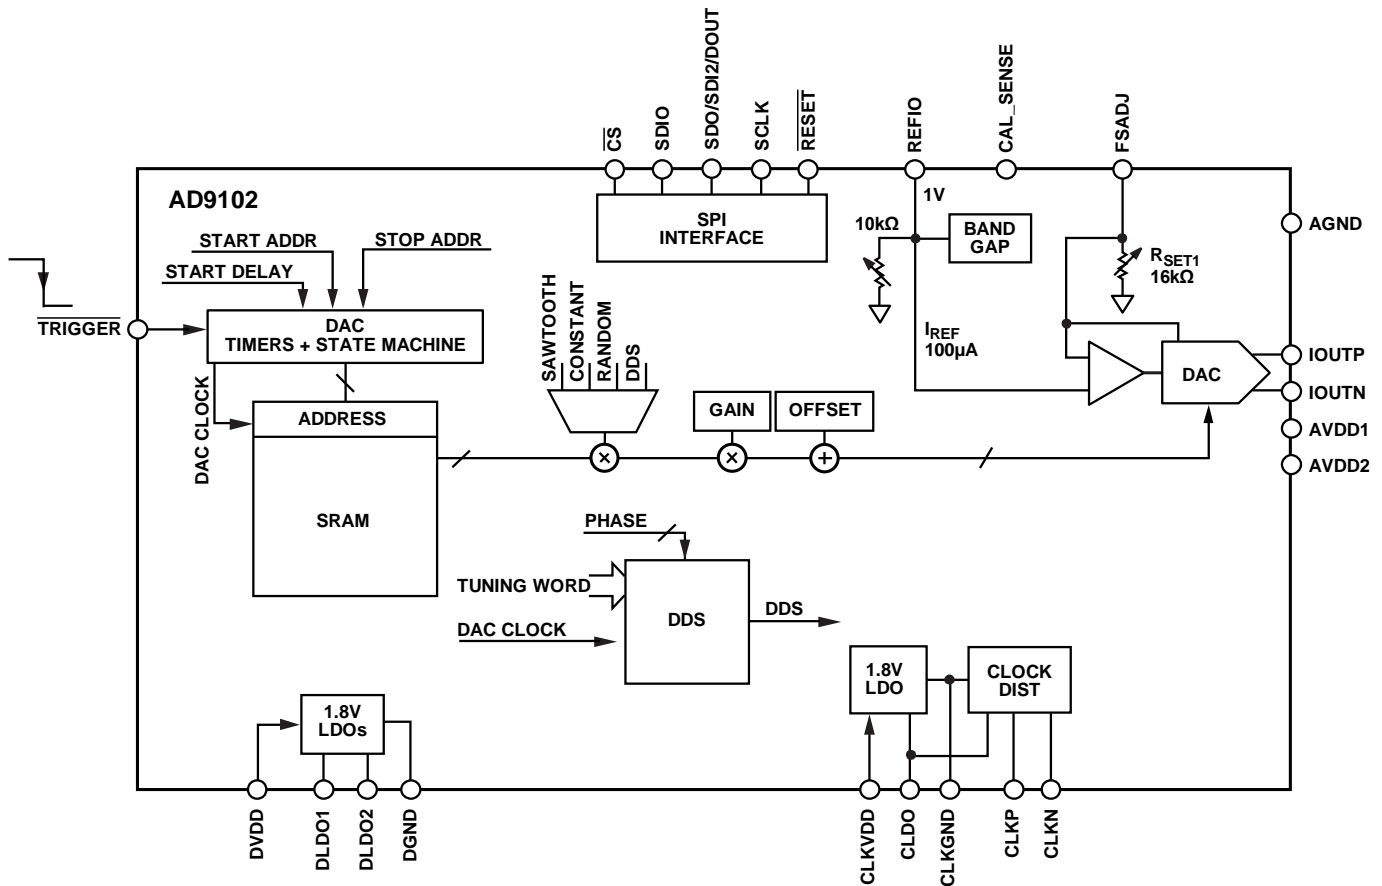 CS
SDIO
SDO/SDI2/DOUT
SCLK
RESET
REFIO
CAL_SENSE
FSADJ
AD9102
START ADDR
STOP ADDR
START DELAY
TRIGGER
DAC
TIMERS + STATE MACHINE
DAC CLOCK
ADDRESS
SRAM
SPI
INTERFACE
SAWTOOTH
CONSTANT
RANDOM
DDS
GAIN
OFFSET
×
×
+
1V
10kΩ
BAND
GAP
IREF
100µA
RSET1
16kΩ
DAC
AGND
IOUTP
IOUTN
AVDD1
AVDD2
PHASE
TUNING WORD
DAC CLOCK
DDS
DDS
1.8V
LDOs
1.8V
LDO
CLOCK
DIST
DVDD
DLDO1
DLDO2
DGND
CLKVDD
CLDO
CLKGND
CLKP
CLKN